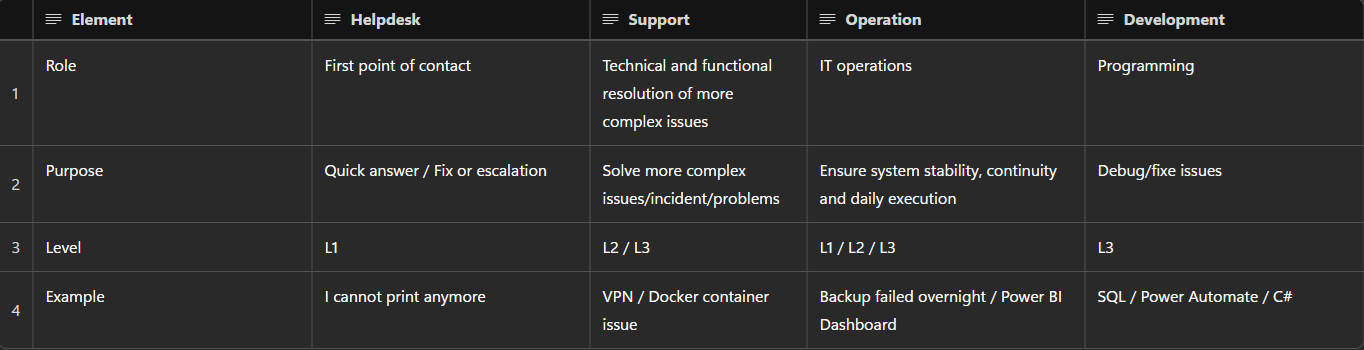 Element Helpdesk Support Operation Development
1 Role First point of contact Technical and functional resolution of more complex issues IT operations Programming
2 Purpose Quick answer / Fix or escalation Solve more complex issues/incident/problems Ensure system stability, continuity and daily execution Debug/fixe issues
3 Level L1 L2 / L3 L1 / L2 / L3 L3
4 Example I cannot print anymore VPN / Docker container issue Backup failed overnight / Power BI Dashboard SQL / Power Automate / C#